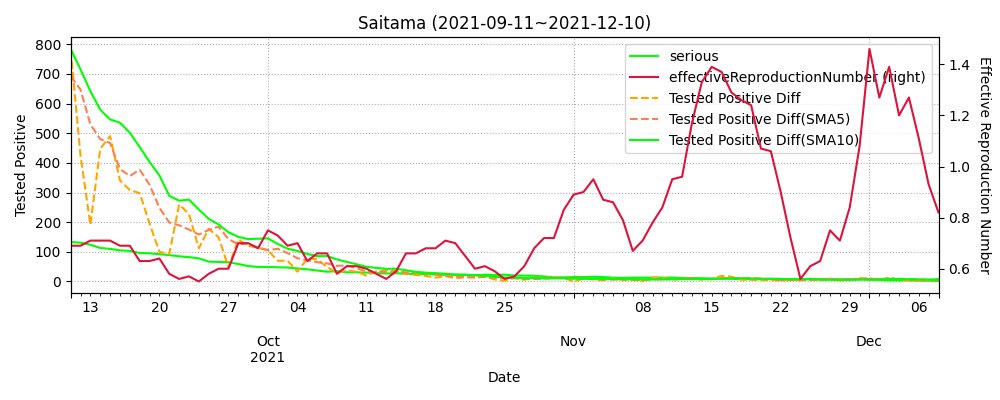 Saitama (2021-09-11~2021-12-10)
serious
effectiveReproductionNumber (right)
Tested Positive Diff
Tested Positive Diff(SMA5)
Tested Positive Diff(SMA10)
Tested Positive
800
700
600
500
400
300
200
100
0
Effective Reproduction Number
1.4
1.2
1.0
0.8
0.6
13 20 27 04 11 18 25 08 15 22 29 06
Oct Nov Dec
2021
Date